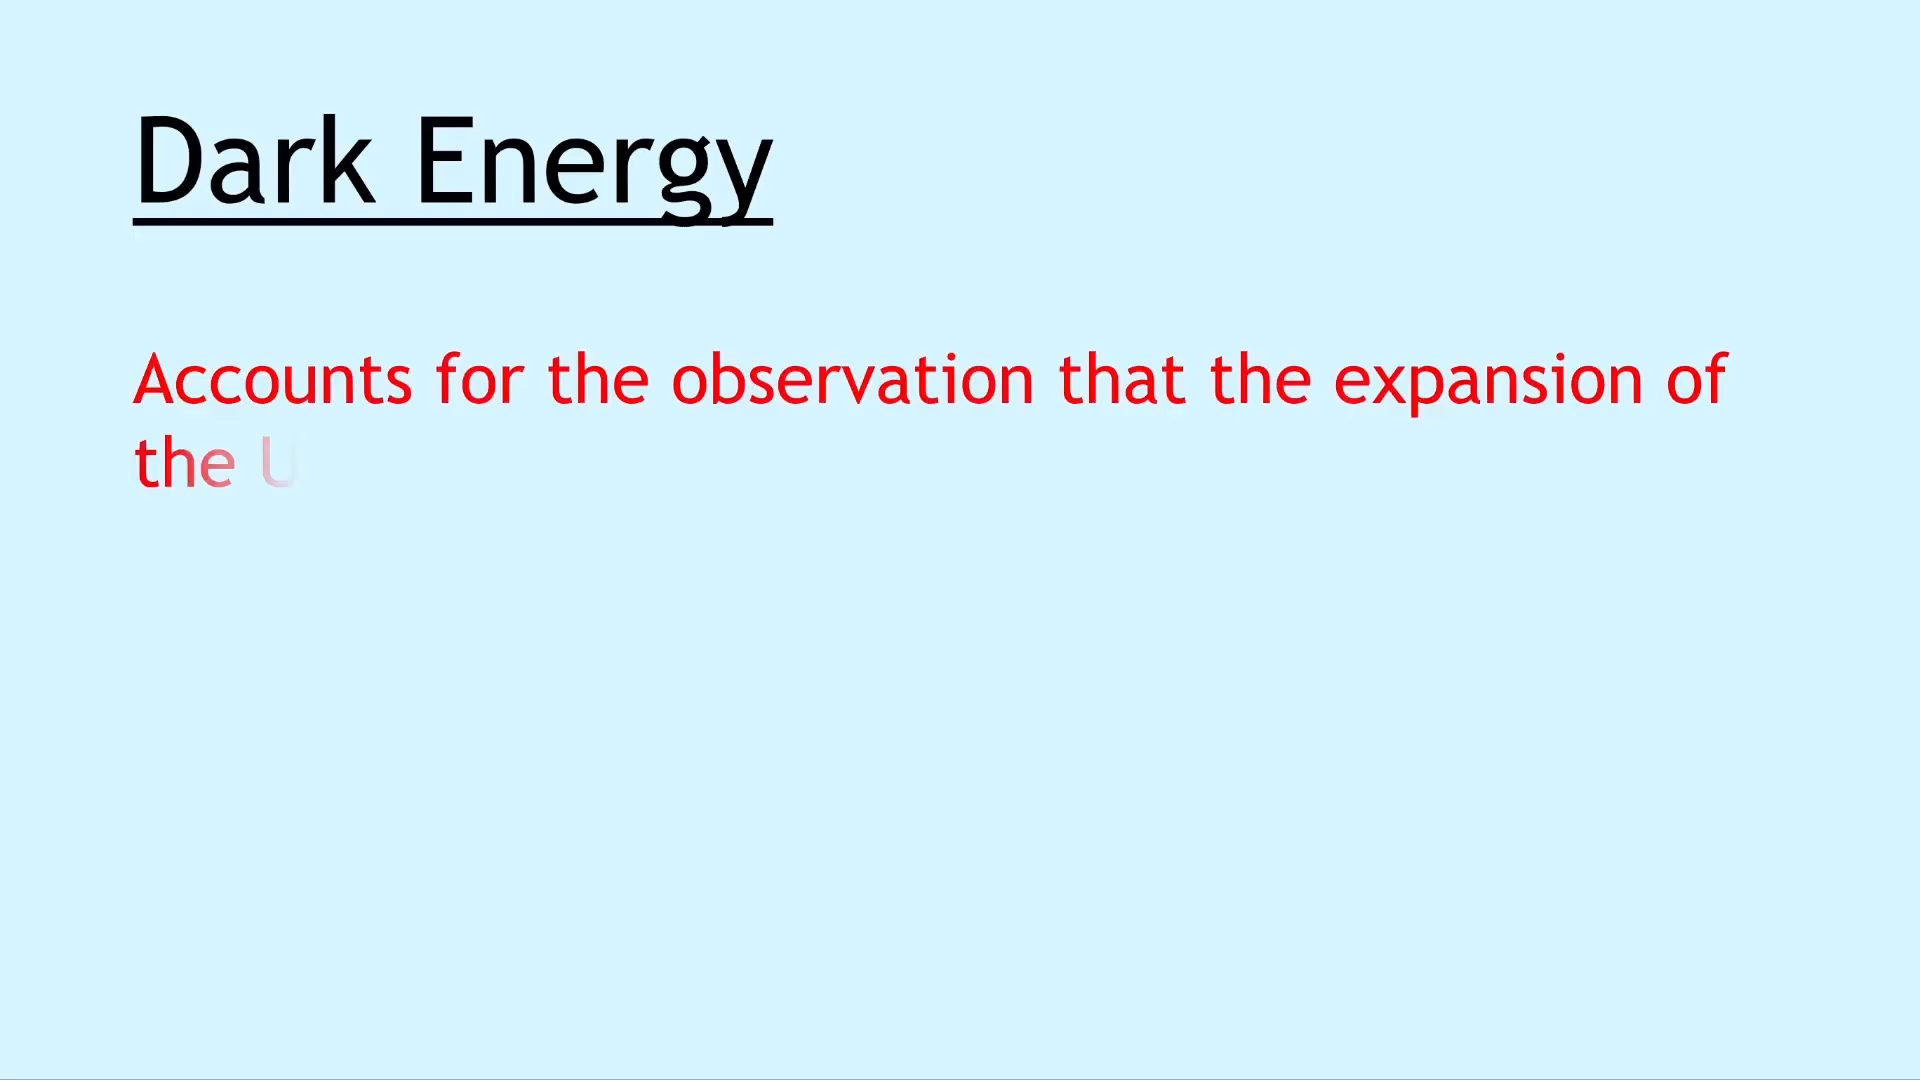 Dark Energy
Accounts for the observation that the expansion of
the U